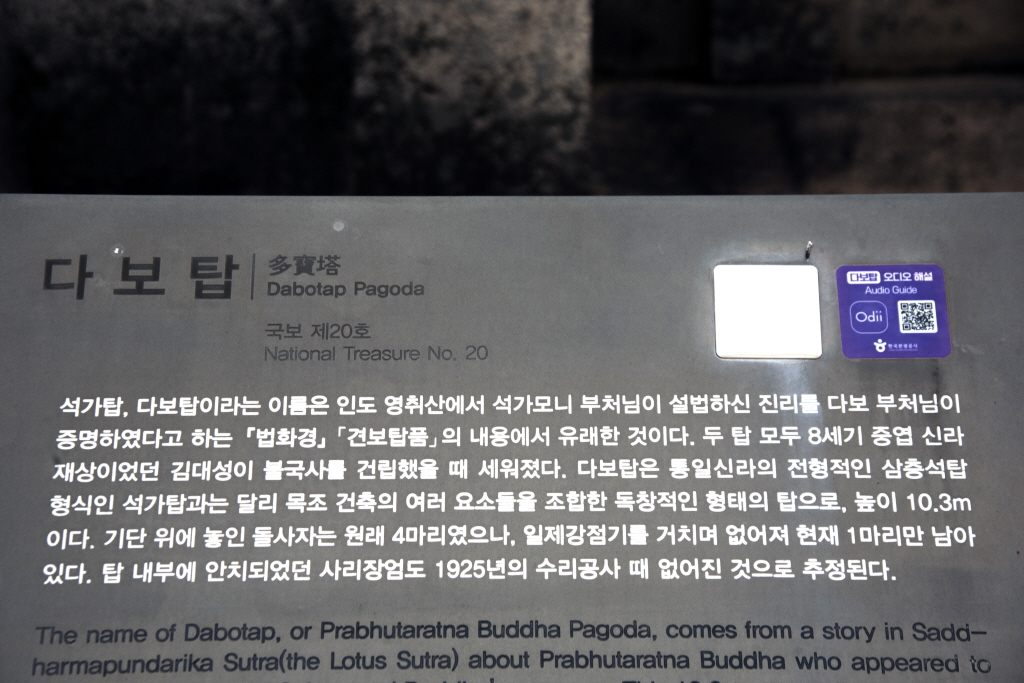 다보탑
多寶塔
Dabotap Pagoda
국보 제20호
National Treasure No. 20
다보탑 오디오 해설
Audio Guide
Odii
한국관광공사
석가탑, 다보탑이라는 이름은 인도 영취산에서 석가모니 부처님이 설법하신 진리를 다보 부처님이
증명하였다고 하는 「법화경」「견보탑품」의 내용에서 유래한 것이다. 두 탑 모두 8세기 중엽 신라
재상이었던 김대성이 불국사를 건립했을 때 세워졌다. 다보탑은 통일신라의 전형적인 삼층석탑
형식인 석가탑과는 달리 목조 건축의 여러 요소들을 조합한 독창적인 형태의 탑으로, 높이 10.3m
이다. 기단 위에 놓인 돌사자는 원래 4마리였으나, 일제강점기를 거치며 없어져 현재 1마리만 남아
있다. 탑 내부에 안치되었던 사리장엄도 1925년의 수리공사 때 없어진 것으로 추정된다.
The name of Dabotap, or Prabhutaratna Buddha Pagoda, comes from a story in Sadd-
harmapundarika Sutra(the Lotus Sutra) about Prabhutaratna Buddha who appeared to